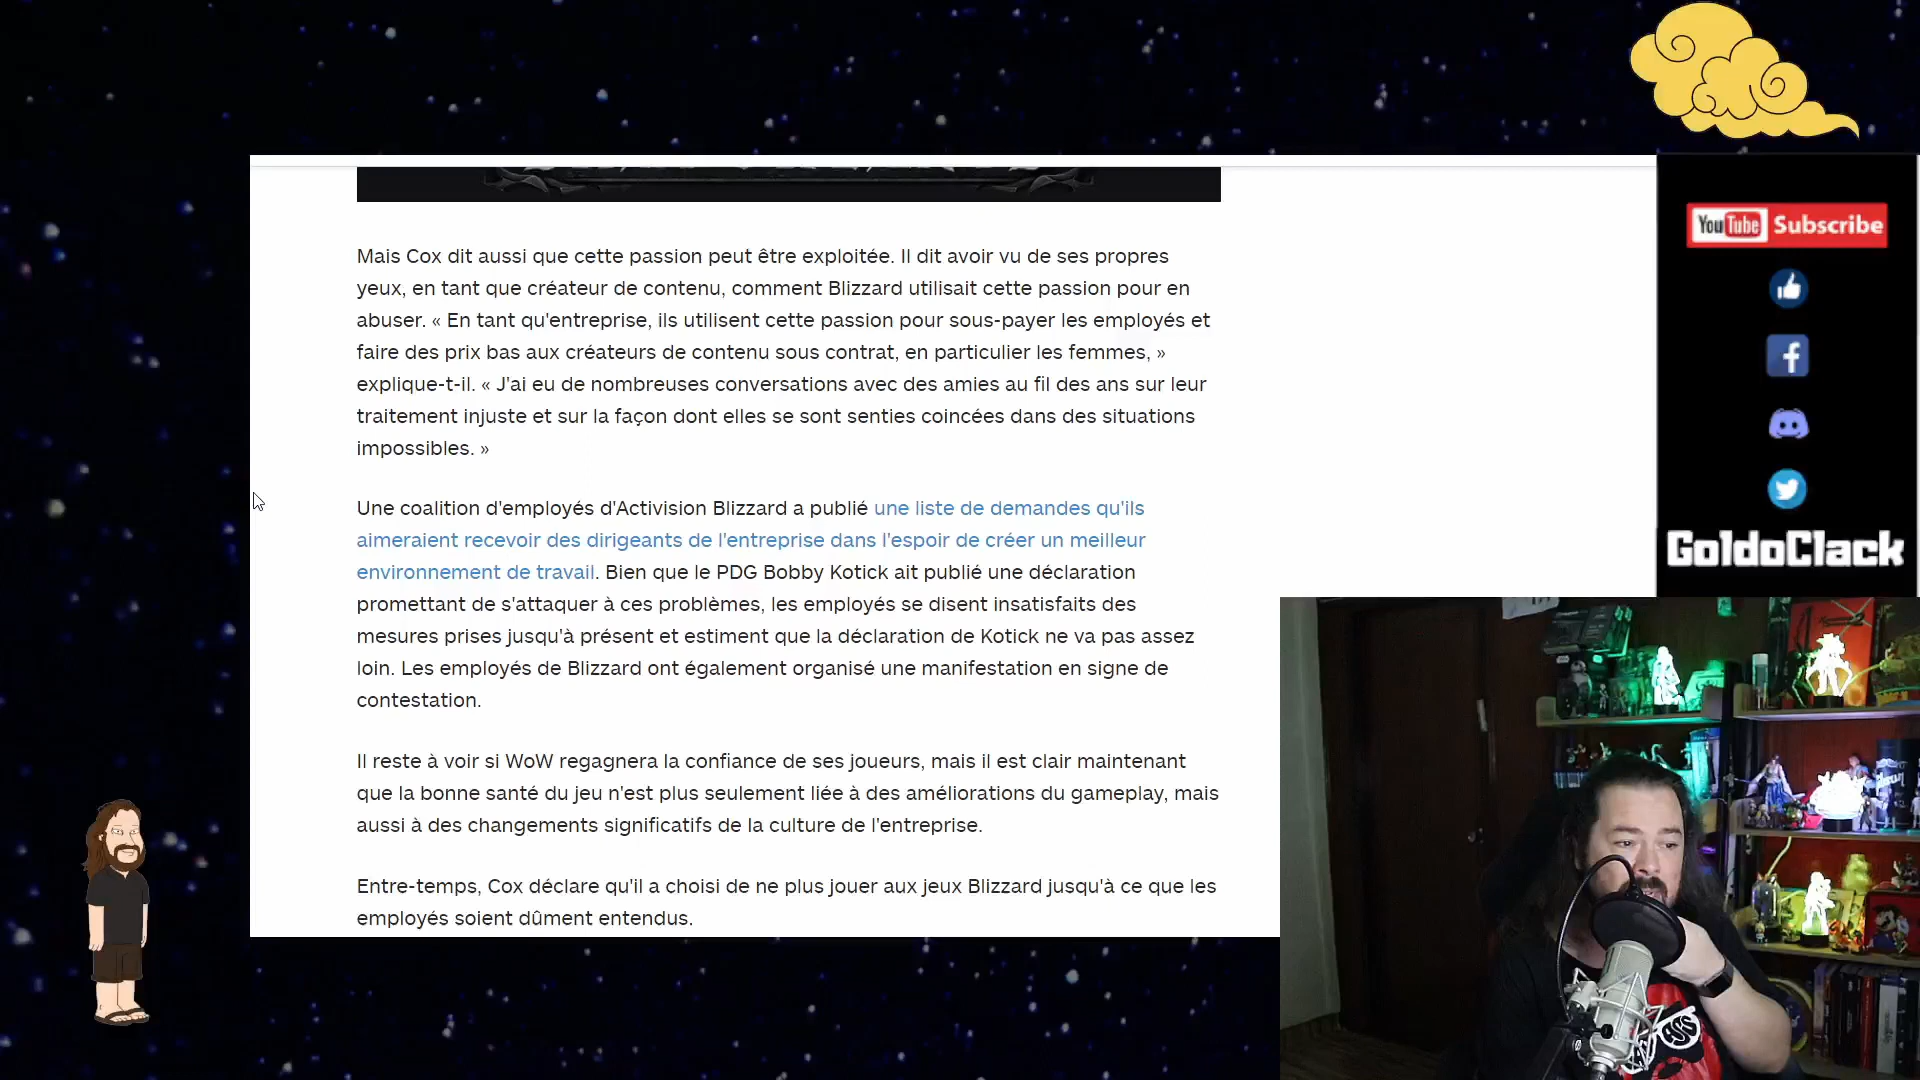 Mais Cox dit aussi que cette passion peut être exploitée. Il dit avoir vu de ses propres
yeux, en tant que créateur de contenu, comment Blizzard utilisait cette passion pour en
abuser. « En tant qu'entreprise, ils utilisent cette passion pour sous-payer les employés et
faire des prix bas aux créateurs de contenu sous contrat, en particulier les femmes, »
explique-t-il. « J'ai eu de nombreuses conversations avec des amies au fil des ans sur leur
traitement injuste et sur la façon dont elles se sont senties coincées dans des situations
impossibles. »
Une coalition d'employés d'Activision Blizzard a publié une liste de demandes qu'ils
aimeraient recevoir des dirigeants de l'entreprise dans l'espoir de créer un meilleur
environnement de travail. Bien que le PDG Bobby Kotick ait publié une déclaration
promettant de s'attaquer à ces problèmes, les employés se disent insatisfaits des
mesures prises jusqu'à présent et estiment que la déclaration de Kotick ne va pas assez
loin. Les employés de Blizzard ont également organisé une manifestation en signe de
contestation.
Il reste à voir si WoW regagnera la confiance de ses joueurs, mais il est clair maintenant
que la bonne santé du jeu n'est plus seulement liée à des améliorations du gameplay, mais
aussi à des changements significatifs de la culture de l'entreprise.
Entre-temps, Cox déclare qu'il a choisi de ne plus jouer aux jeux Blizzard jusqu'à ce que les
employés soient dûment entendus.
YouTube Subscribe
GoldoClack